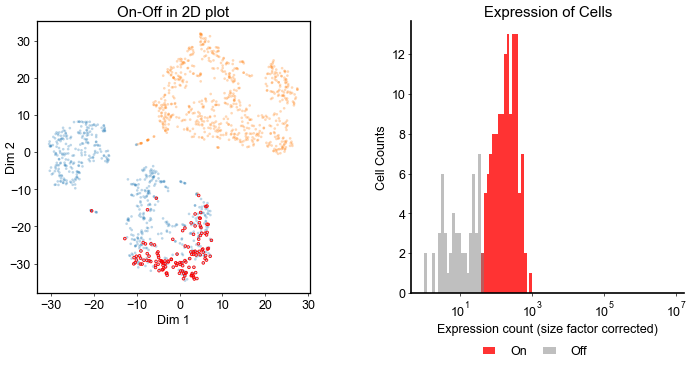 On-Off in 2D plot
Dim 2
40
30
20
10
0
−10
−20
−30
−30 −20 −10 0 10 20 30
Dim 1
Expression of Cells
Cell Counts
12
10
8
6
4
2
0
10^1 10^3 10^5 10^7
Expression count (size factor corrected)
On Off